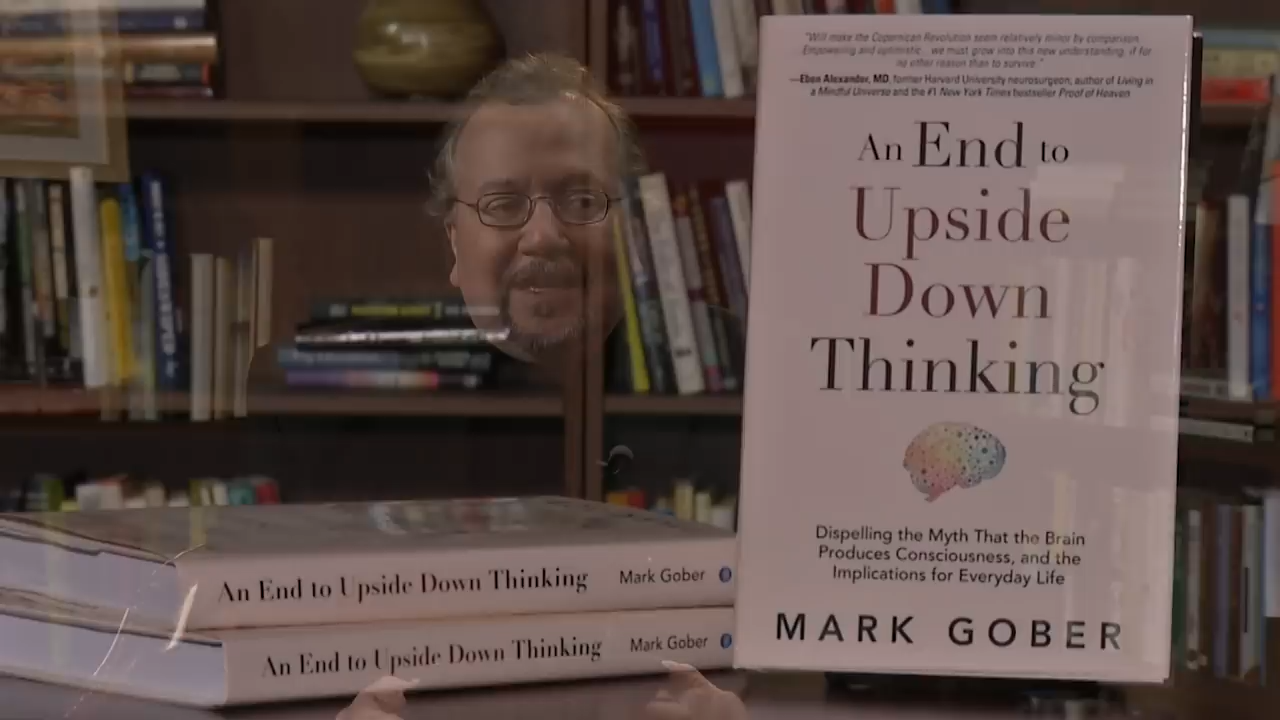 "Will make the Copernican Revolution seem relatively minor by comparison.
Empowering and optimistic... we must grow into this new understanding, if for
no other reason than to survive."
—Eben Alexander, MD, former Harvard University neurosurgeon; author of Living in
a Mindful Universe and the #1 New York Times bestseller Proof of Heaven
An End to
Upside
Down
Thinking
Dispelling the Myth That the Brain
Produces Consciousness, and the
Implications for Everyday Life
MARK GOBER
An End to Upside Down Thinking Mark Gober
An End to Upside Down Thinking Mark Gober